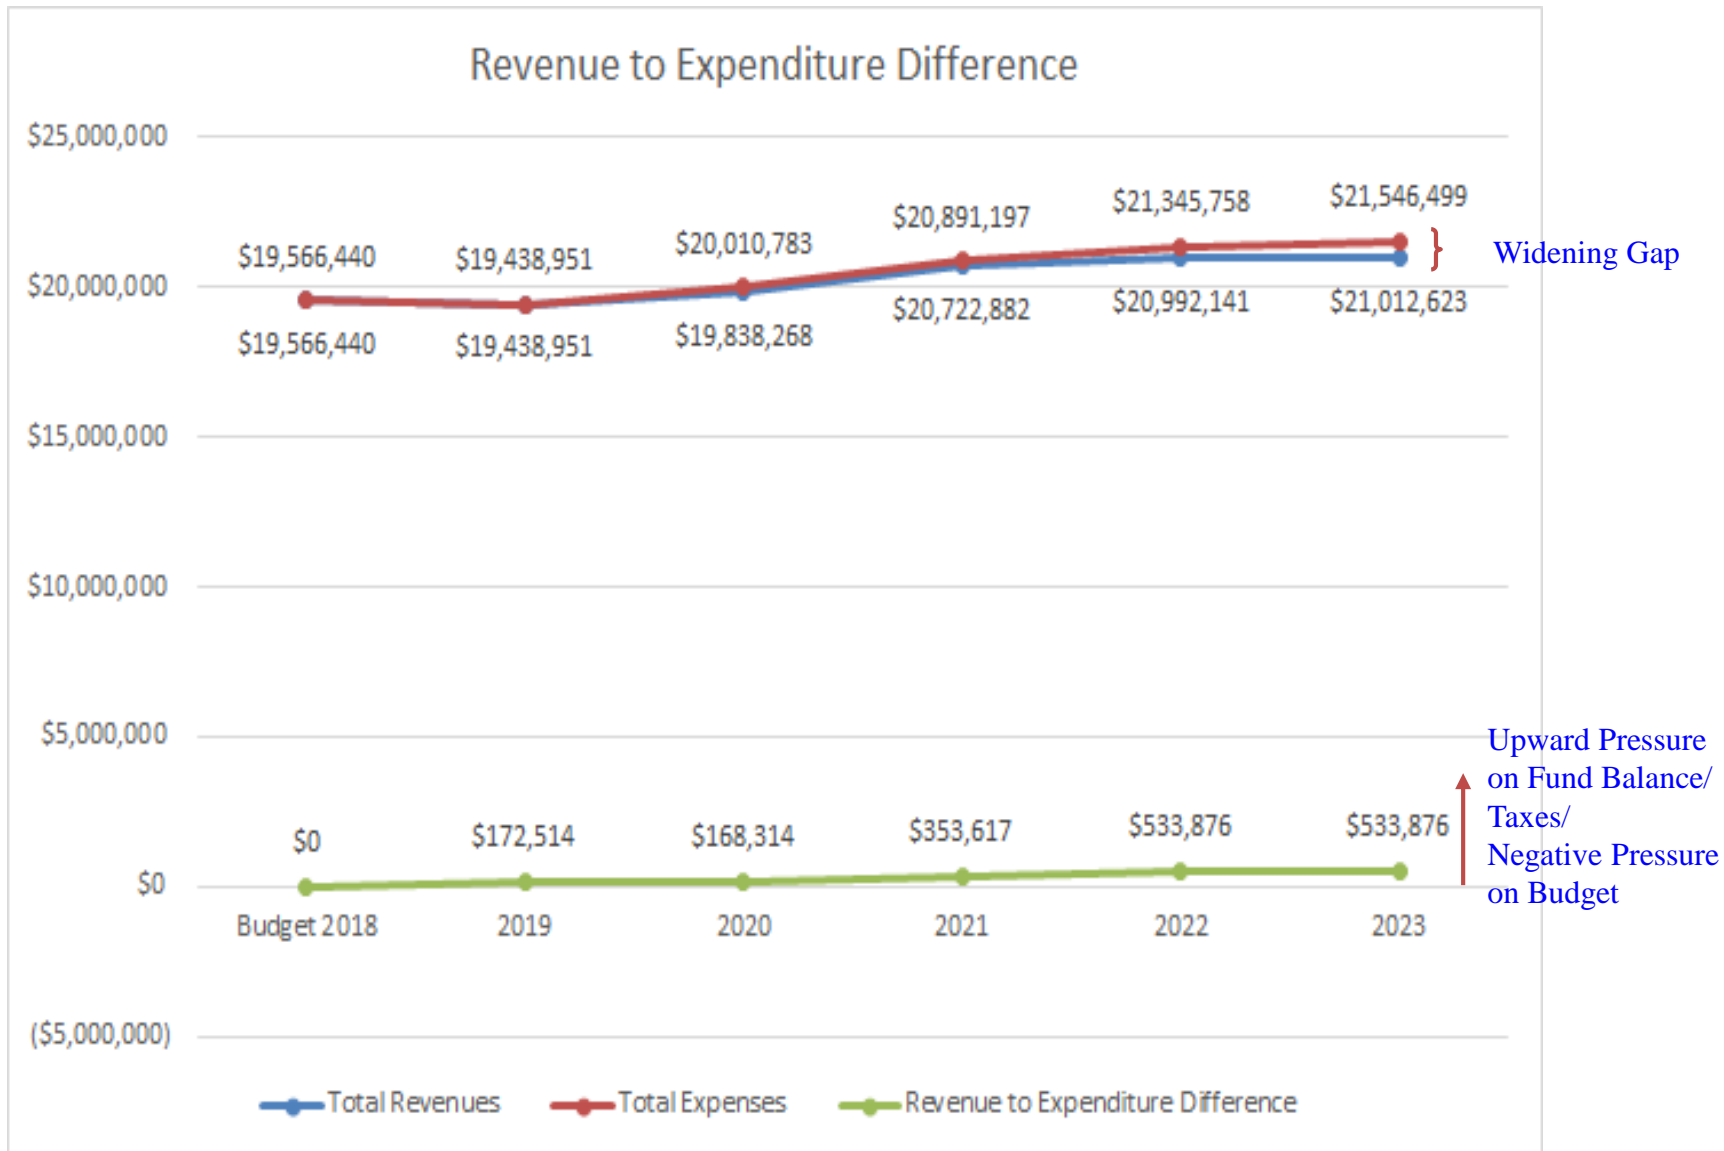 Revenue to Expenditure Difference
$25,000,000
$20,000,000
$15,000,000
$10,000,000
$5,000,000
$0
($5,000,000)
$19,566,440
$19,438,951
$20,010,783
$20,891,197
$21,345,758
$21,546,499
$19,566,440
$19,438,951
$19,838,268
$20,722,882
$20,992,141
$21,012,623
} Widening Gap
$0
$172,514
$168,314
$353,617
$533,876
$533,876
Upward Pressure
on Fund Balance/
Taxes/
Negative Pressure
on Budget
Budget 2018
2019
2020
2021
2022
2023
Total Revenues
Total Expenses
Revenue to Expenditure Difference